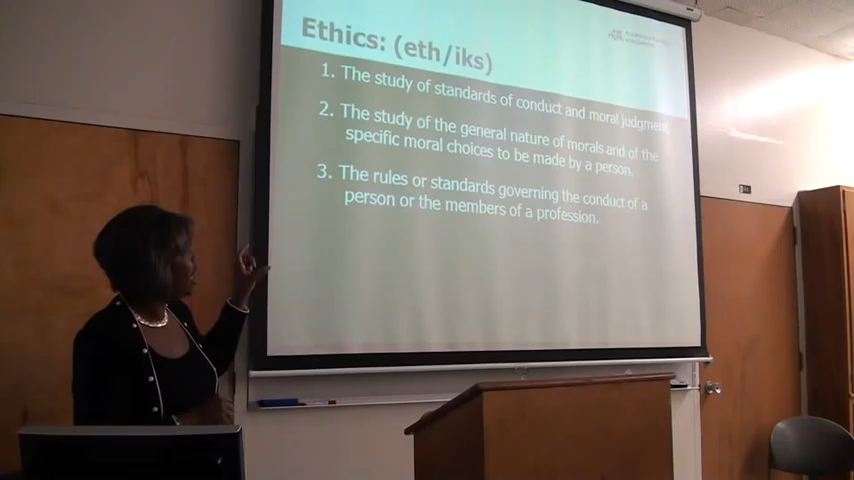 Ethics: (eth/iks)
1. The study of standards of conduct and moral judgment.
2. The study of the general nature of morals and of the
specific moral choices to be made by a person.
3. The rules or standards governing the conduct of a
person or the members of a profession.